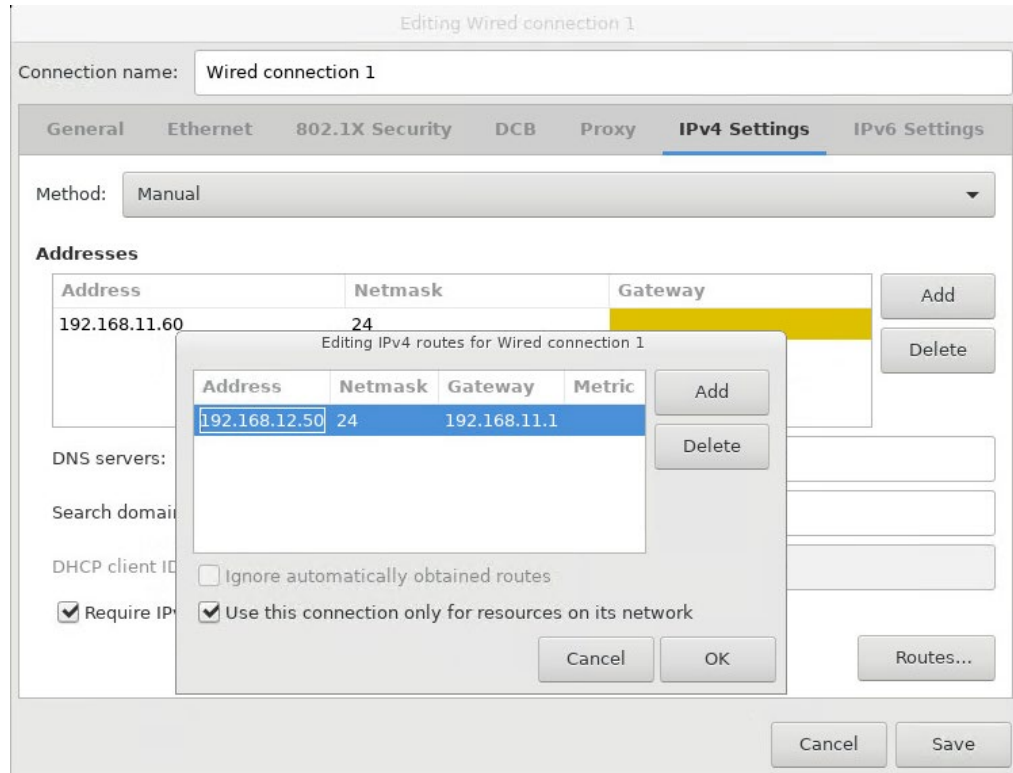 Editing Wired connection 1
Connection name: Wired connection 1
General Ethernet 802.1X Security DCB Proxy IPv4 Settings IPv6 Settings
Method: Manual
Addresses
Address Netmask Gateway
192.168.11.60 24
Add
Delete
Editing IPv4 routes for Wired connection 1
Address Netmask Gateway Metric
192.168.12.50 24 192.168.11.1
Add
Delete
DNS servers:
Search
DHCP client
Ignore automatically obtained routes
Require
Use this connection only for resources on its network
Cancel OK
Routes...
Cancel Save